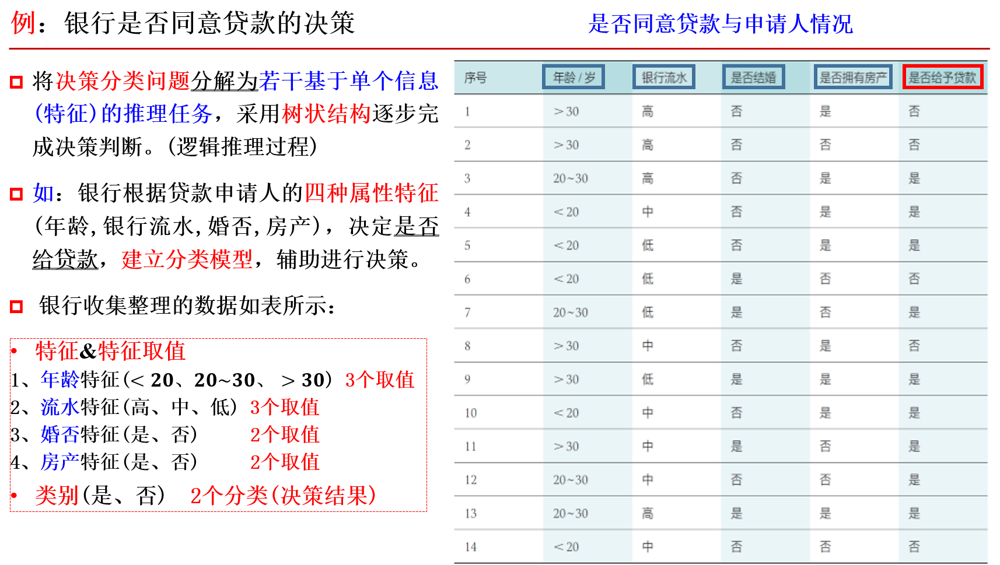 例：银行是否同意贷款的决策
是否同意贷款与申请人情况
将决策分类问题分解为若干基于单个信息
(特征)的推理任务，采用树状结构逐步完
成决策判断。(逻辑推理过程)
如：银行根据贷款申请人的四种属性特征
(年龄,银行流水,婚否,房产)，决定是否
给贷款，建立分类模型，辅助进行决策。
银行收集整理的数据如表所示：
• 特征&特征取值
1、年龄特征(< 20、20~30、 > 30) 3个取值
2、流水特征(高、中、低) 3个取值
3、婚否特征(是、否) 2个取值
4、房产特征(是、否) 2个取值
• 类别(是、否) 2个分类(决策结果)
序号 年龄 / 岁 银行流水 是否结婚 是否拥有房产 是否给予贷款
1 > 30 高 否 是 否
2 > 30 高 否 否 否
3 20~30 高 否 是 是
4 < 20 中 否 是 是
5 < 20 低 否 是 是
6 < 20 低 是 否 否
7 20~30 低 是 否 是
8 > 30 中 否 是 否
9 > 30 低 是 是 是
10 < 20 中 否 是 是
11 > 30 中 是 否 是
12 20~30 中 否 否 是
13 20~30 高 是 是 是
14 < 20 中 否 否 否